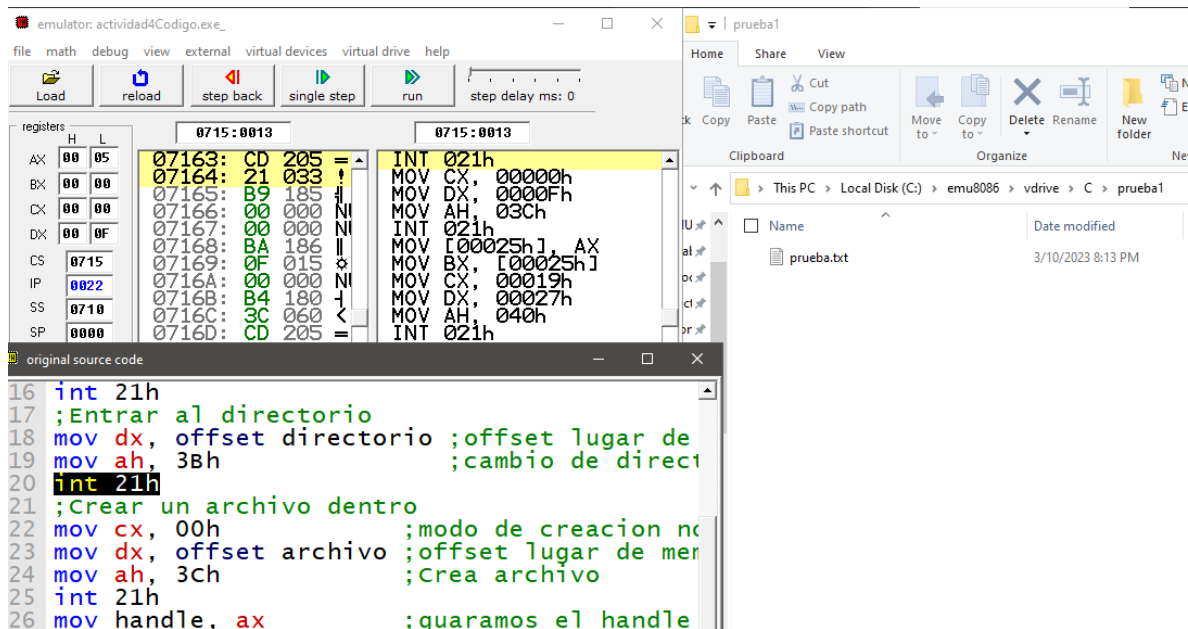 emulator: actividad4Codigo.exe_
file math debug view external virtual devices virtual drive help
Load reload step back single step run step delay ms: 0
registers
H L
0715:0013 0715:0013
AX 00 05
BX 00 00
CX 00 00
DX 00 0F
CS 0715
IP 0022
SS 0710
SP 0000
07163: CD 205 =
07164: 21 033 !
07165: B9 185 ╣
07166: 00 000 NU
07167: 00 000 NU
07168: BA 186 ║
07169: 0F 015 ☼
0716A: 00 000 NU
0716B: B4 180 ┤
0716C: 3C 060 <
0716D: CD 205 =
INT 021h
MOV CX, 00000h
MOV DX, 0000Fh
MOV AH, 03Ch
INT 021h
MOV [00025h], AX
MOV BX, [00025h]
MOV CX, 00019h
MOV DX, 00027h
MOV AH, 040h
INT 021h
original source code
16 int 21h
17 ;Entrar al directorio
18 mov dx, offset directorio ;offset lugar de
19 mov ah, 3Bh ;cambio de direct
20 int 21h
21 ;Crear un archivo dentro
22 mov cx, 00h ;modo de creacion no
23 mov dx, offset archivo ;offset lugar de mem
24 mov ah, 3Ch ;Crea archivo
25 int 21h
26 mov handle, ax ;guaramos el handle
prueba1
Home Share View
Copy Paste
Cut
Copy path
Paste shortcut
Move to Copy to Delete Rename New folder
Clipboard Organize
This PC > Local Disk (C:) > emu8086 > vdrive > C > prueba1
Name Date modified
prueba.txt 3/10/2023 8:13 PM